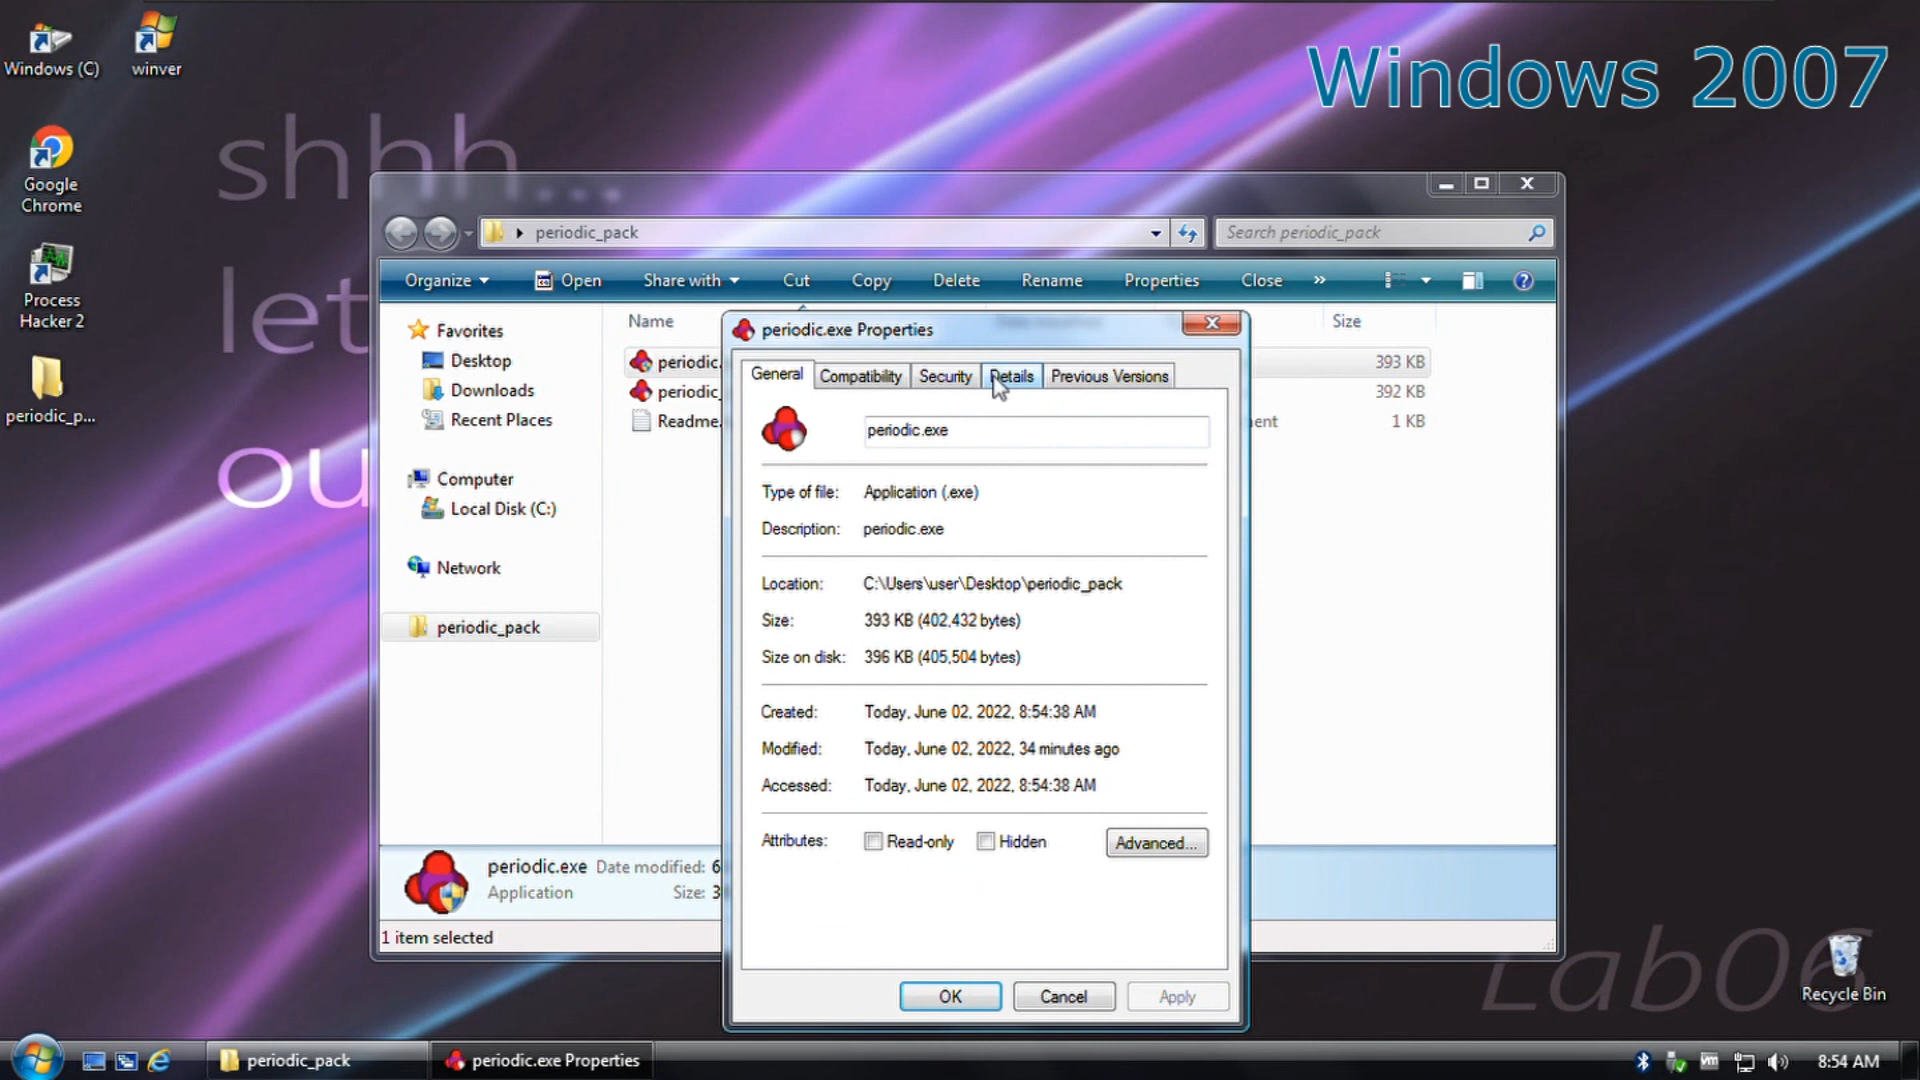 Windows (C)
winver
Windows 2007
Google
Chrome
Process
Hacker 2
periodic_p...
shhh...
let
ou
periodic_pack
Search periodic_pack
Organize
Open
Share with
Cut
Copy
Delete
Rename
Properties
Close
»
Favorites
Desktop
Downloads
Recent Places
Computer
Local Disk (C:)
Network
periodic_pack
Name
Size
periodic.
393 KB
periodic_
392 KB
Readme.
ent
1 KB
periodic.exe Properties
General
Compatibility
Security
Details
Previous Versions
periodic.exe
Type of file: Application (.exe)
Description: periodic.exe
Location: C:\Users\user\Desktop\periodic_pack
Size: 393 KB (402,432 bytes)
Size on disk: 396 KB (405,504 bytes)
Created: Today, June 02, 2022, 8:54:38 AM
Modified: Today, June 02, 2022, 34 minutes ago
Accessed: Today, June 02, 2022, 8:54:38 AM
Attributes: Read-only Hidden Advanced...
OK
Cancel
Apply
periodic.exe Date modified: 6
Application Size: 3
1 item selected
Lab06
Recycle Bin
periodic_pack
periodic.exe Properties
vm
8:54 AM